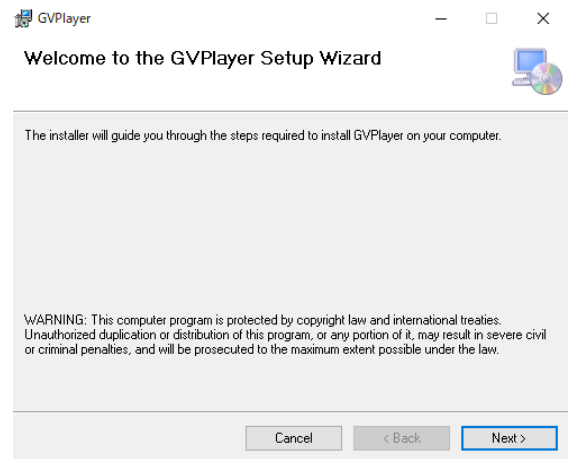 GVPlayer
Welcome to the GVPlayer Setup Wizard
The installer will guide you through the steps required to install GVPlayer on your computer.
WARNING: This computer program is protected by copyright law and international treaties.
Unauthorized duplication or distribution of this program, or any portion of it, may result in severe civil
or criminal penalties, and will be prosecuted to the maximum extent possible under the law.
Cancel
< Back
Next >